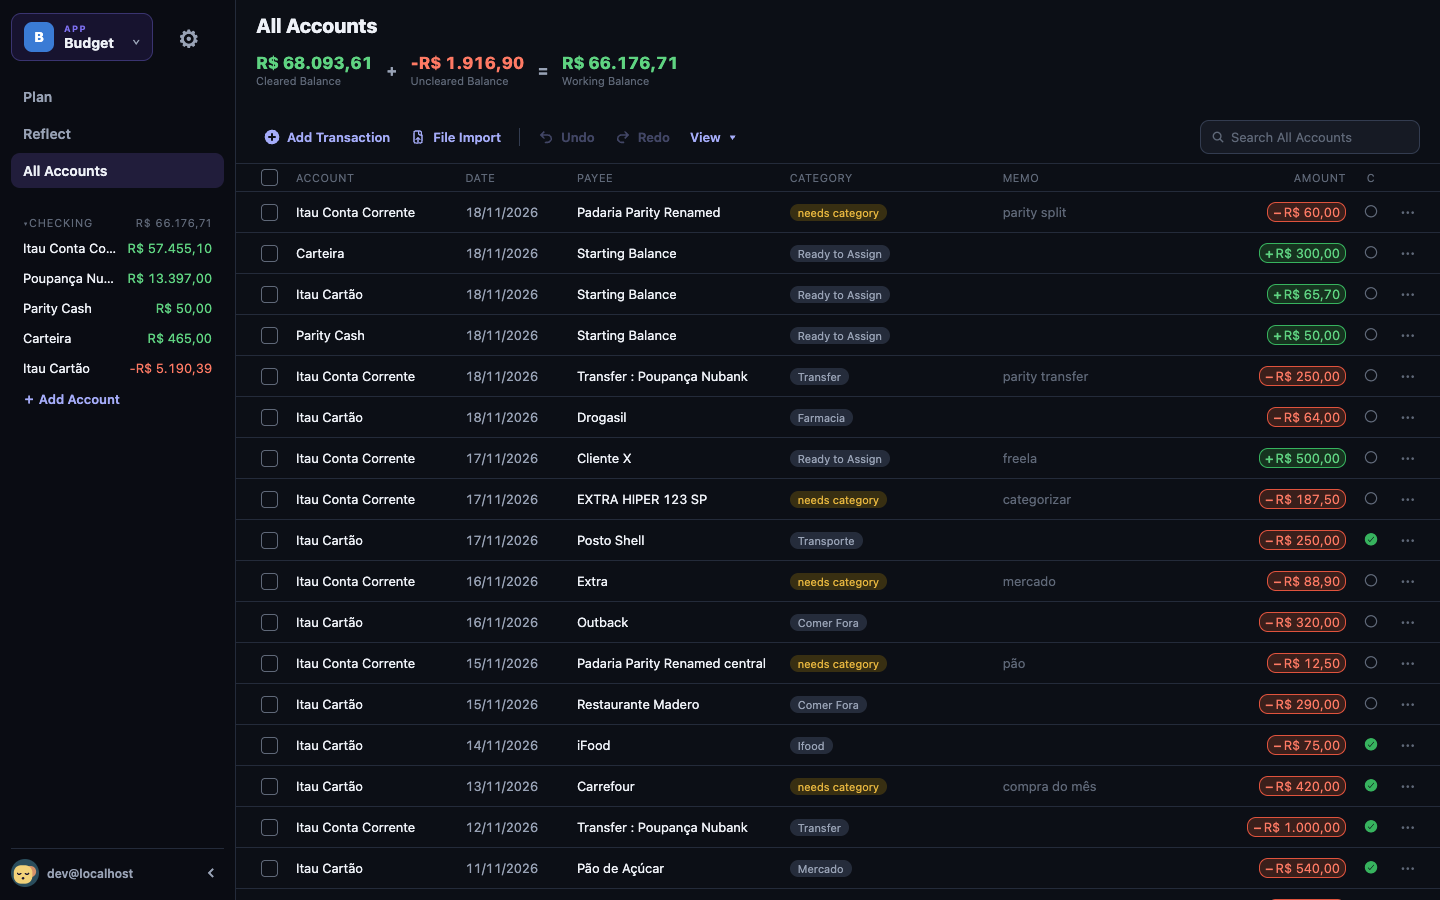 B
APP
Budget
Plan
Reflect
All Accounts
CHECKING R$ 66.176,71
Itau Conta Co... R$ 57.455,10
Poupança Nu... R$ 13.397,00
Parity Cash R$ 50,00
Carteira R$ 465,00
Itau Cartão -R$ 5.190,39
+ Add Account
dev@localhost
All Accounts
R$ 68.093,61 + -R$ 1.916,90 = R$ 66.176,71
Cleared Balance Uncleared Balance Working Balance
Add Transaction File Import Undo Redo View Search All Accounts
ACCOUNT DATE PAYEE CATEGORY MEMO AMOUNT C
Itau Conta Corrente 18/11/2026 Padaria Parity Renamed needs category parity split −R$ 60,00
Carteira 18/11/2026 Starting Balance Ready to Assign +R$ 300,00
Itau Cartão 18/11/2026 Starting Balance Ready to Assign +R$ 65,70
Parity Cash 18/11/2026 Starting Balance Ready to Assign +R$ 50,00
Itau Conta Corrente 18/11/2026 Transfer : Poupança Nubank Transfer parity transfer −R$ 250,00
Itau Cartão 18/11/2026 Drogasil Farmacia −R$ 64,00
Itau Conta Corrente 17/11/2026 Cliente X Ready to Assign freela +R$ 500,00
Itau Conta Corrente 17/11/2026 EXTRA HIPER 123 SP needs category categorizar −R$ 187,50
Itau Cartão 17/11/2026 Posto Shell Transporte −R$ 250,00
Itau Conta Corrente 16/11/2026 Extra needs category mercado −R$ 88,90
Itau Cartão 16/11/2026 Outback Comer Fora −R$ 320,00
Itau Conta Corrente 15/11/2026 Padaria Parity Renamed central needs category pão −R$ 12,50
Itau Cartão 15/11/2026 Restaurante Madero Comer Fora −R$ 290,00
Itau Cartão 14/11/2026 iFood Ifood −R$ 75,00
Itau Cartão 13/11/2026 Carrefour needs category compra do mês −R$ 420,00
Itau Conta Corrente 12/11/2026 Transfer : Poupança Nubank Transfer −R$ 1.000,00
Itau Cartão 11/11/2026 Pão de Açúcar Mercado −R$ 540,00